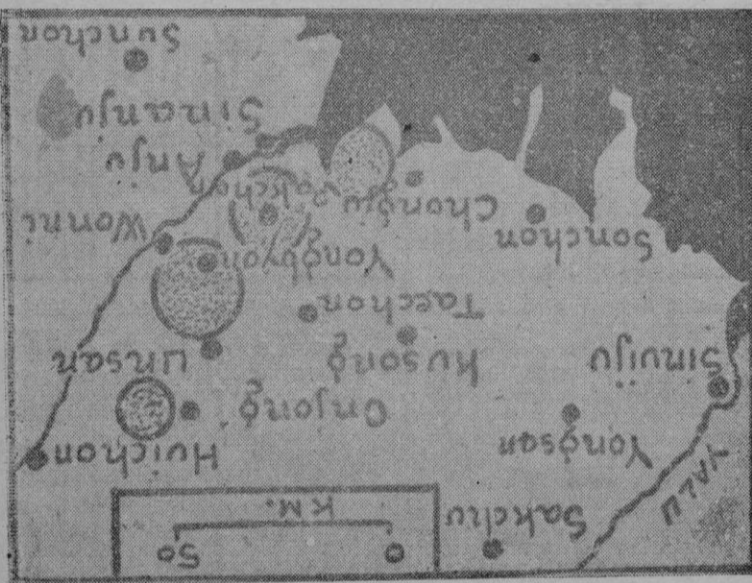 0 50
Sakchu
KM.
YALU
Huichon
Yongsan
Onjong
Sinuiju
Kusong
Unsan
Taechon
Yongbyon
Wonni
Sonchon
Chongju
Pakchon
Anju
Sinanju
Sunchon